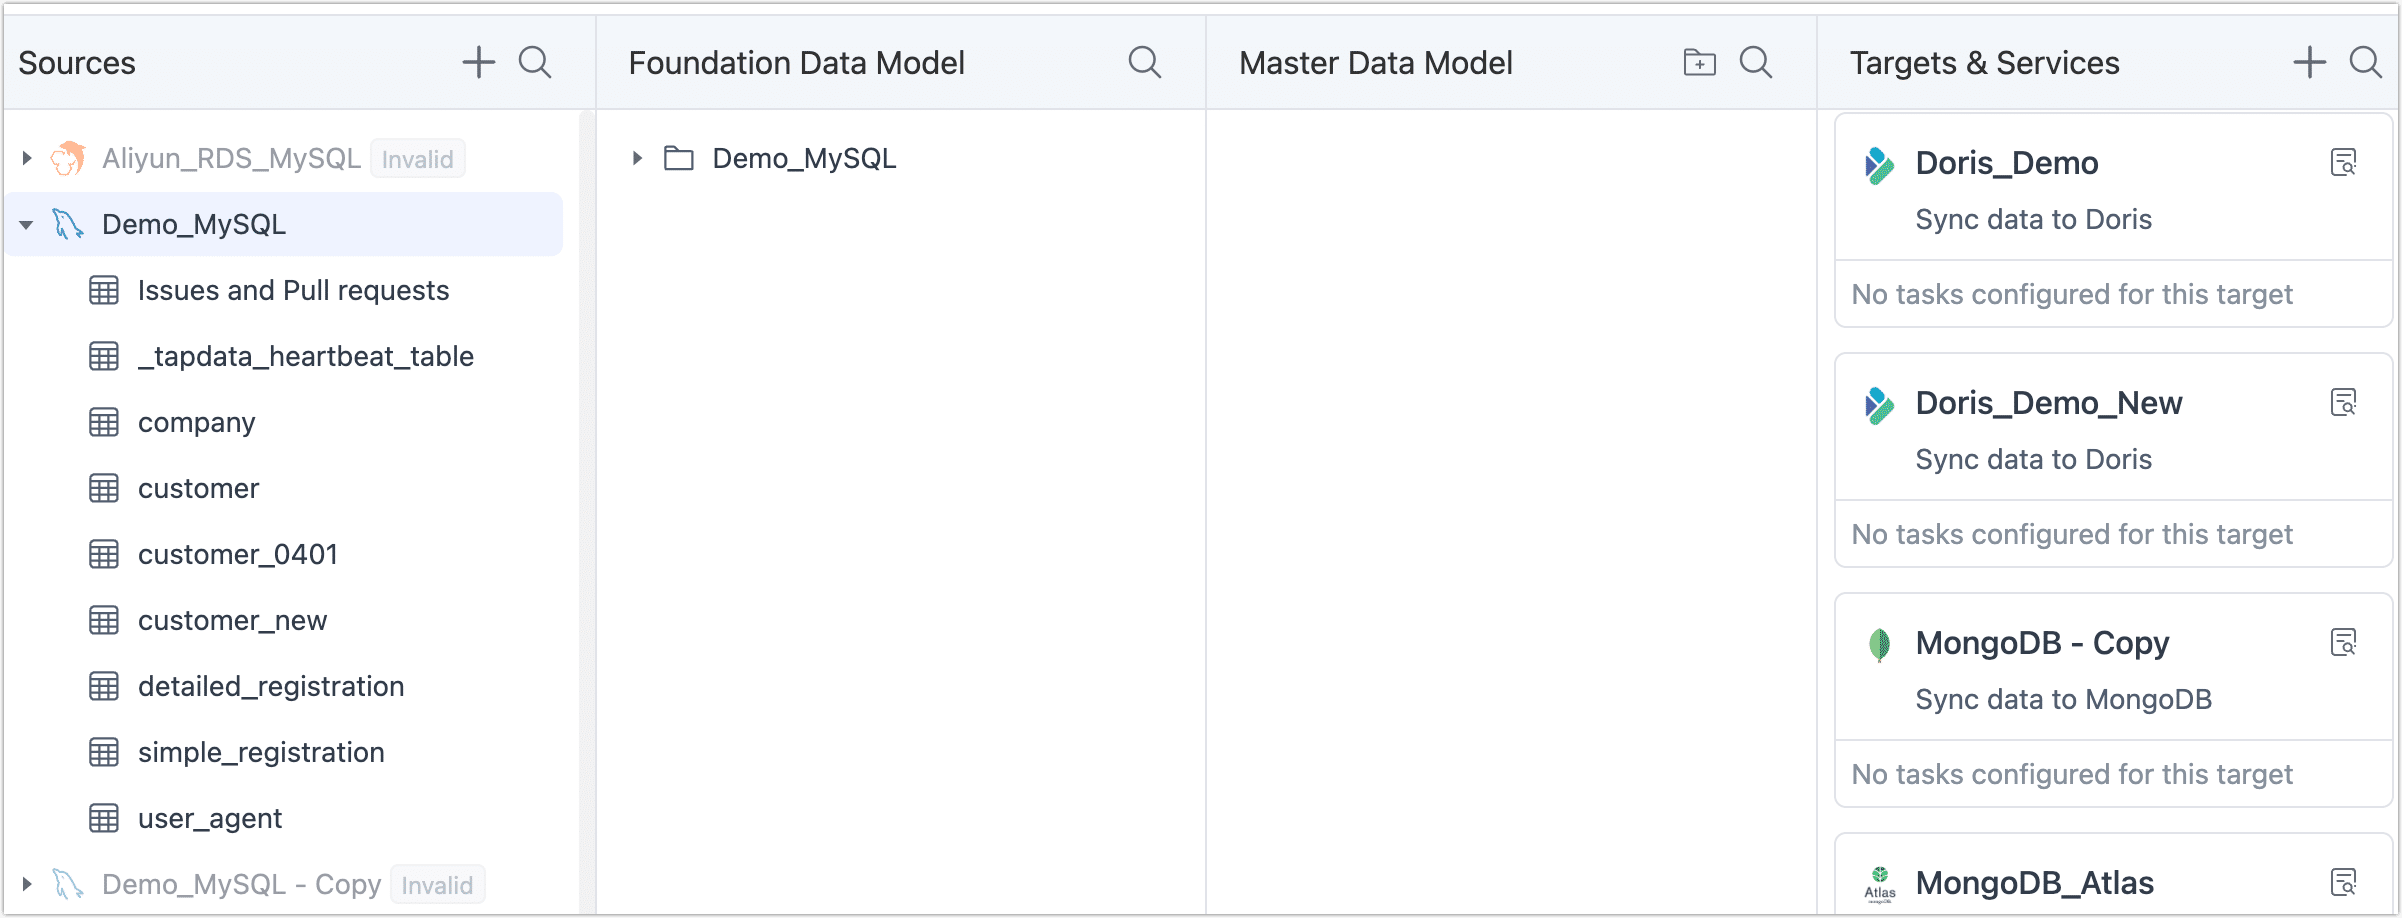 Sources
Aliyun_RDS_MySQL Invalid
Demo_MySQL
Issues and Pull requests
_tapdata_heartbeat_table
company
customer
customer_0401
customer_new
detailed_registration
simple_registration
user_agent
Demo_MySQL - Copy Invalid
Foundation Data Model
Demo_MySQL
Master Data Model
Targets & Services
Doris_Demo
Sync data to Doris
No tasks configured for this target
Doris_Demo_New
Sync data to Doris
No tasks configured for this target
MongoDB - Copy
Sync data to MongoDB
No tasks configured for this target
Atlas
mongoDB
MongoDB_Atlas